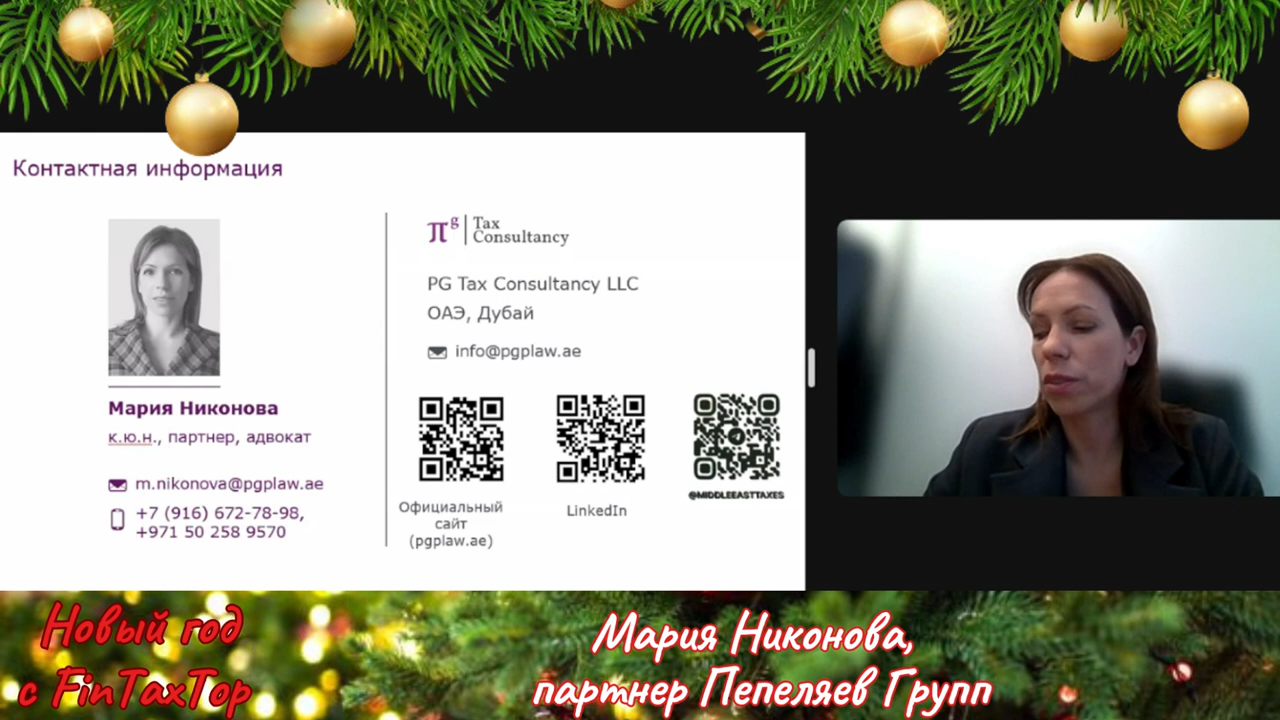 Контактная информация
Мария Никонова
к.ю.н., партнер, адвокат
m.nikonova@pgplaw.ae
+7 (916) 672-78-98,
+971 50 258 9570
πg Tax
Consultancy
PG Tax Consultancy LLC
ОАЭ, Дубай
info@pgplaw.ae
Официальный
сайт
(pgplaw.ae)
LinkedIn
@MIDDLEEASTTAXES
Новый год
с FinTaxTop
Мария Никонова,
партнер Пепеляев Групп